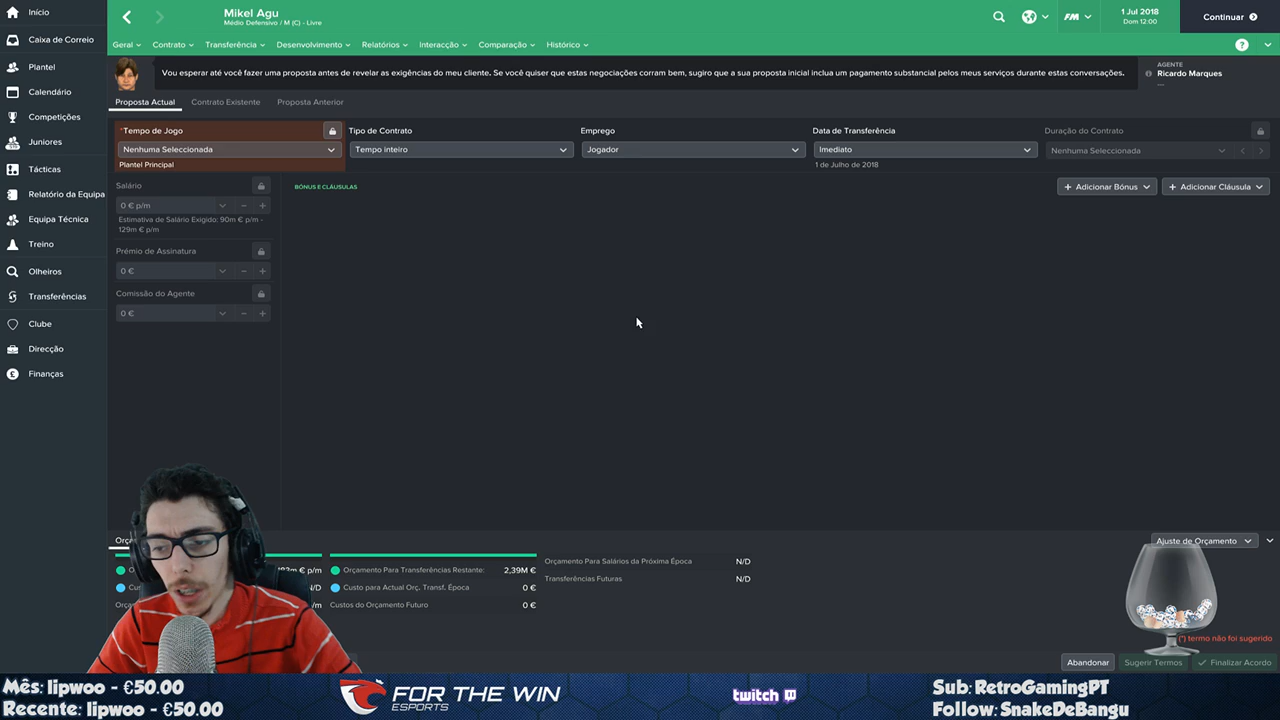 Início
Caixa de Correio
Plantel
Calendário
Competições
Juniores
Tácticas
Relatório da Equipa
Equipa Técnica
Treino
Olheiros
Transferências
Clube
Direcção
Finanças
Mikel Agu
Médio Defensivo / M (C) - Livre
FM
1 Jul 2018
Dom 12:00
Continuar
Geral
Contrato
Transferência
Desenvolvimento
Relatórios
Interacção
Comparação
Histórico
Vou esperar até você fazer uma proposta antes de revelar as exigências do meu cliente. Se você quiser que estas negociações corram bem, sugiro que a sua proposta inicial inclua um pagamento substancial pelos meus serviços durante estas conversações.
AGENTE
Ricardo Marques
Proposta Actual
Contrato Existente
Proposta Anterior
*Tempo de Jogo
Nenhuma Seleccionada
Plantel Principal
Tipo de Contrato
Tempo inteiro
Emprego
Jogador
Data de Transferência
Imediato
1 de Julho de 2018
Duração do Contrato
Nenhuma Seleccionada
Salário
0 € p/m
Estimativa de Salário Exigido: 90m € p/m -
129m € p/m
Prémio de Assinatura
0 €
Comissão do Agente
0 €
BÓNUS E CLÁUSULAS
+ Adicionar Bónus
+ Adicionar Cláusula
Ajuste de Orçamento
Orçamento Para Transferências Restante: 2,39M €
Custo para Actual Orç. Transf. Época 0 €
Custos do Orçamento Futuro 0 €
Orçamento Para Salários da Próxima Época N/D
Transferências Futuras N/D
(*) termo não foi sugerido
Abandonar
Sugerir Termos
Finalizar Acordo
Mês: lipwoo - €50.00
Recente: lipwoo - €50.00
FOR THE WIN
ESPORTS
twitch
Sub: RetroGamingPT
Follow: SnakeDeBangu